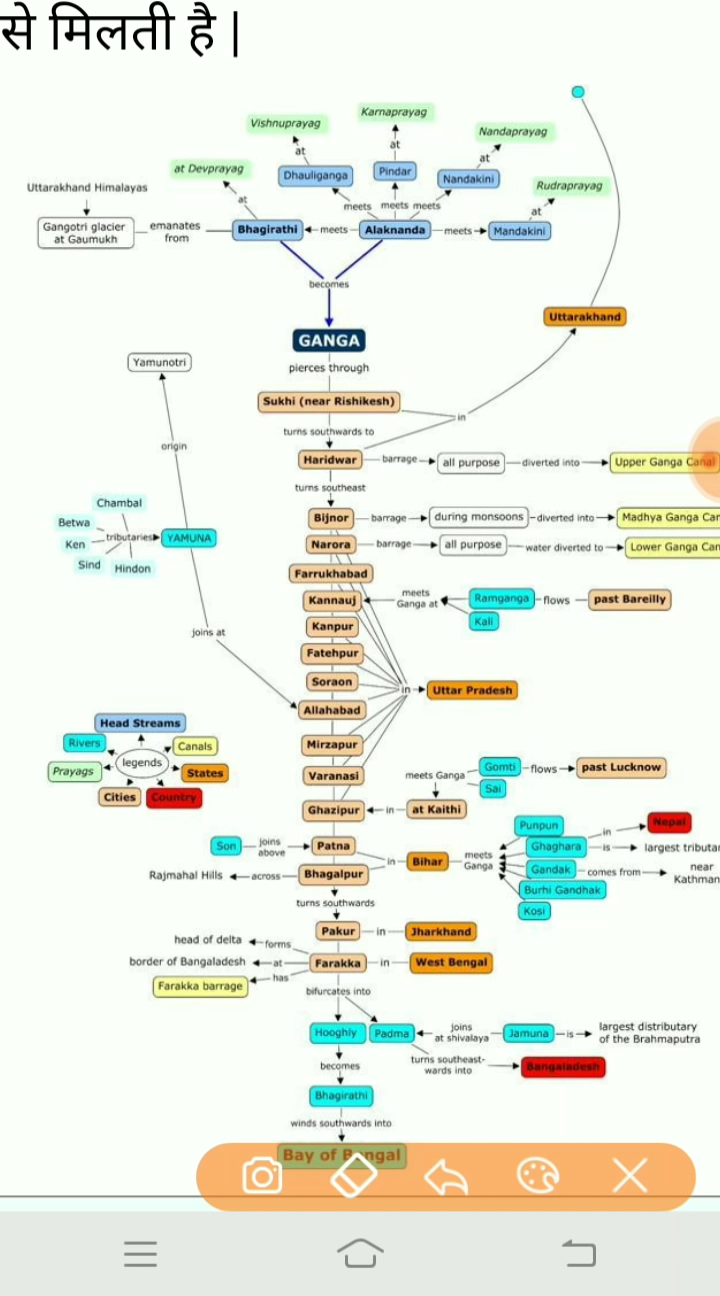 से मिलती है |
Karnaprayag
Vishnuprayag
Nandaprayag
at
at
at
at Devprayag
Dhauliganga
Pindar
Nandakini
Rudraprayag
Uttarakhand Himalayas
at
meets meets meets
at
Gangotri glacier
at Gaumukh
emanates
from
Bhagirathi
meets
Alaknanda
meets
Mandakini
becomes
Uttarakhand
GANGA
Yamunotri
pierces through
Sukhi (near Rishikesh)
in
turns southwards to
origin
Haridwar
barrage
all purpose
diverted into
Upper Ganga Canal
turns southeast
Chambal
Betwa
Ken
tributaries
YAMUNA
Sind
Hindon
Bijnor
barrage
during monsoons
diverted into
Madhya Ganga Can
Narora
barrage
all purpose
water diverted to
Lower Ganga Can
Farrukhabad
Kannauj
meets
Ganga at
Ramganga
flows
past Bareilly
Kali
Kanpur
joins at
Fatehpur
Soraon
in
Uttar Pradesh
Allahabad
Head Streams
Rivers
Canals
legends
Prayags
States
Cities
Country
Mirzapur
Varanasi
meets Ganga
Gomti
flows
past Lucknow
Sai
Ghazipur
in
at Kaithi
Son
joins
above
Patna
in
Bihar
meets
Ganga
Punpun
in
Nepal
Ghaghara
is
largest tributa
Gandak
comes from
near
Kathman
Burhi Gandhak
Kosi
Rajmahal Hills
across
Bhagalpur
turns southwards
Pakur
in
Jharkhand
head of delta
forms
border of Bangaladesh
at
Farakka
in
West Bengal
Farakka barrage
has
bifurcates into
Hooghly
Padma
joins
at shivalaya
Jamuna
is
largest distributary
of the Brahmaputra
becomes
turns southeast-
wards into
Bangaladesh
Bhagirathi
winds southwards into
Bay of Bengal